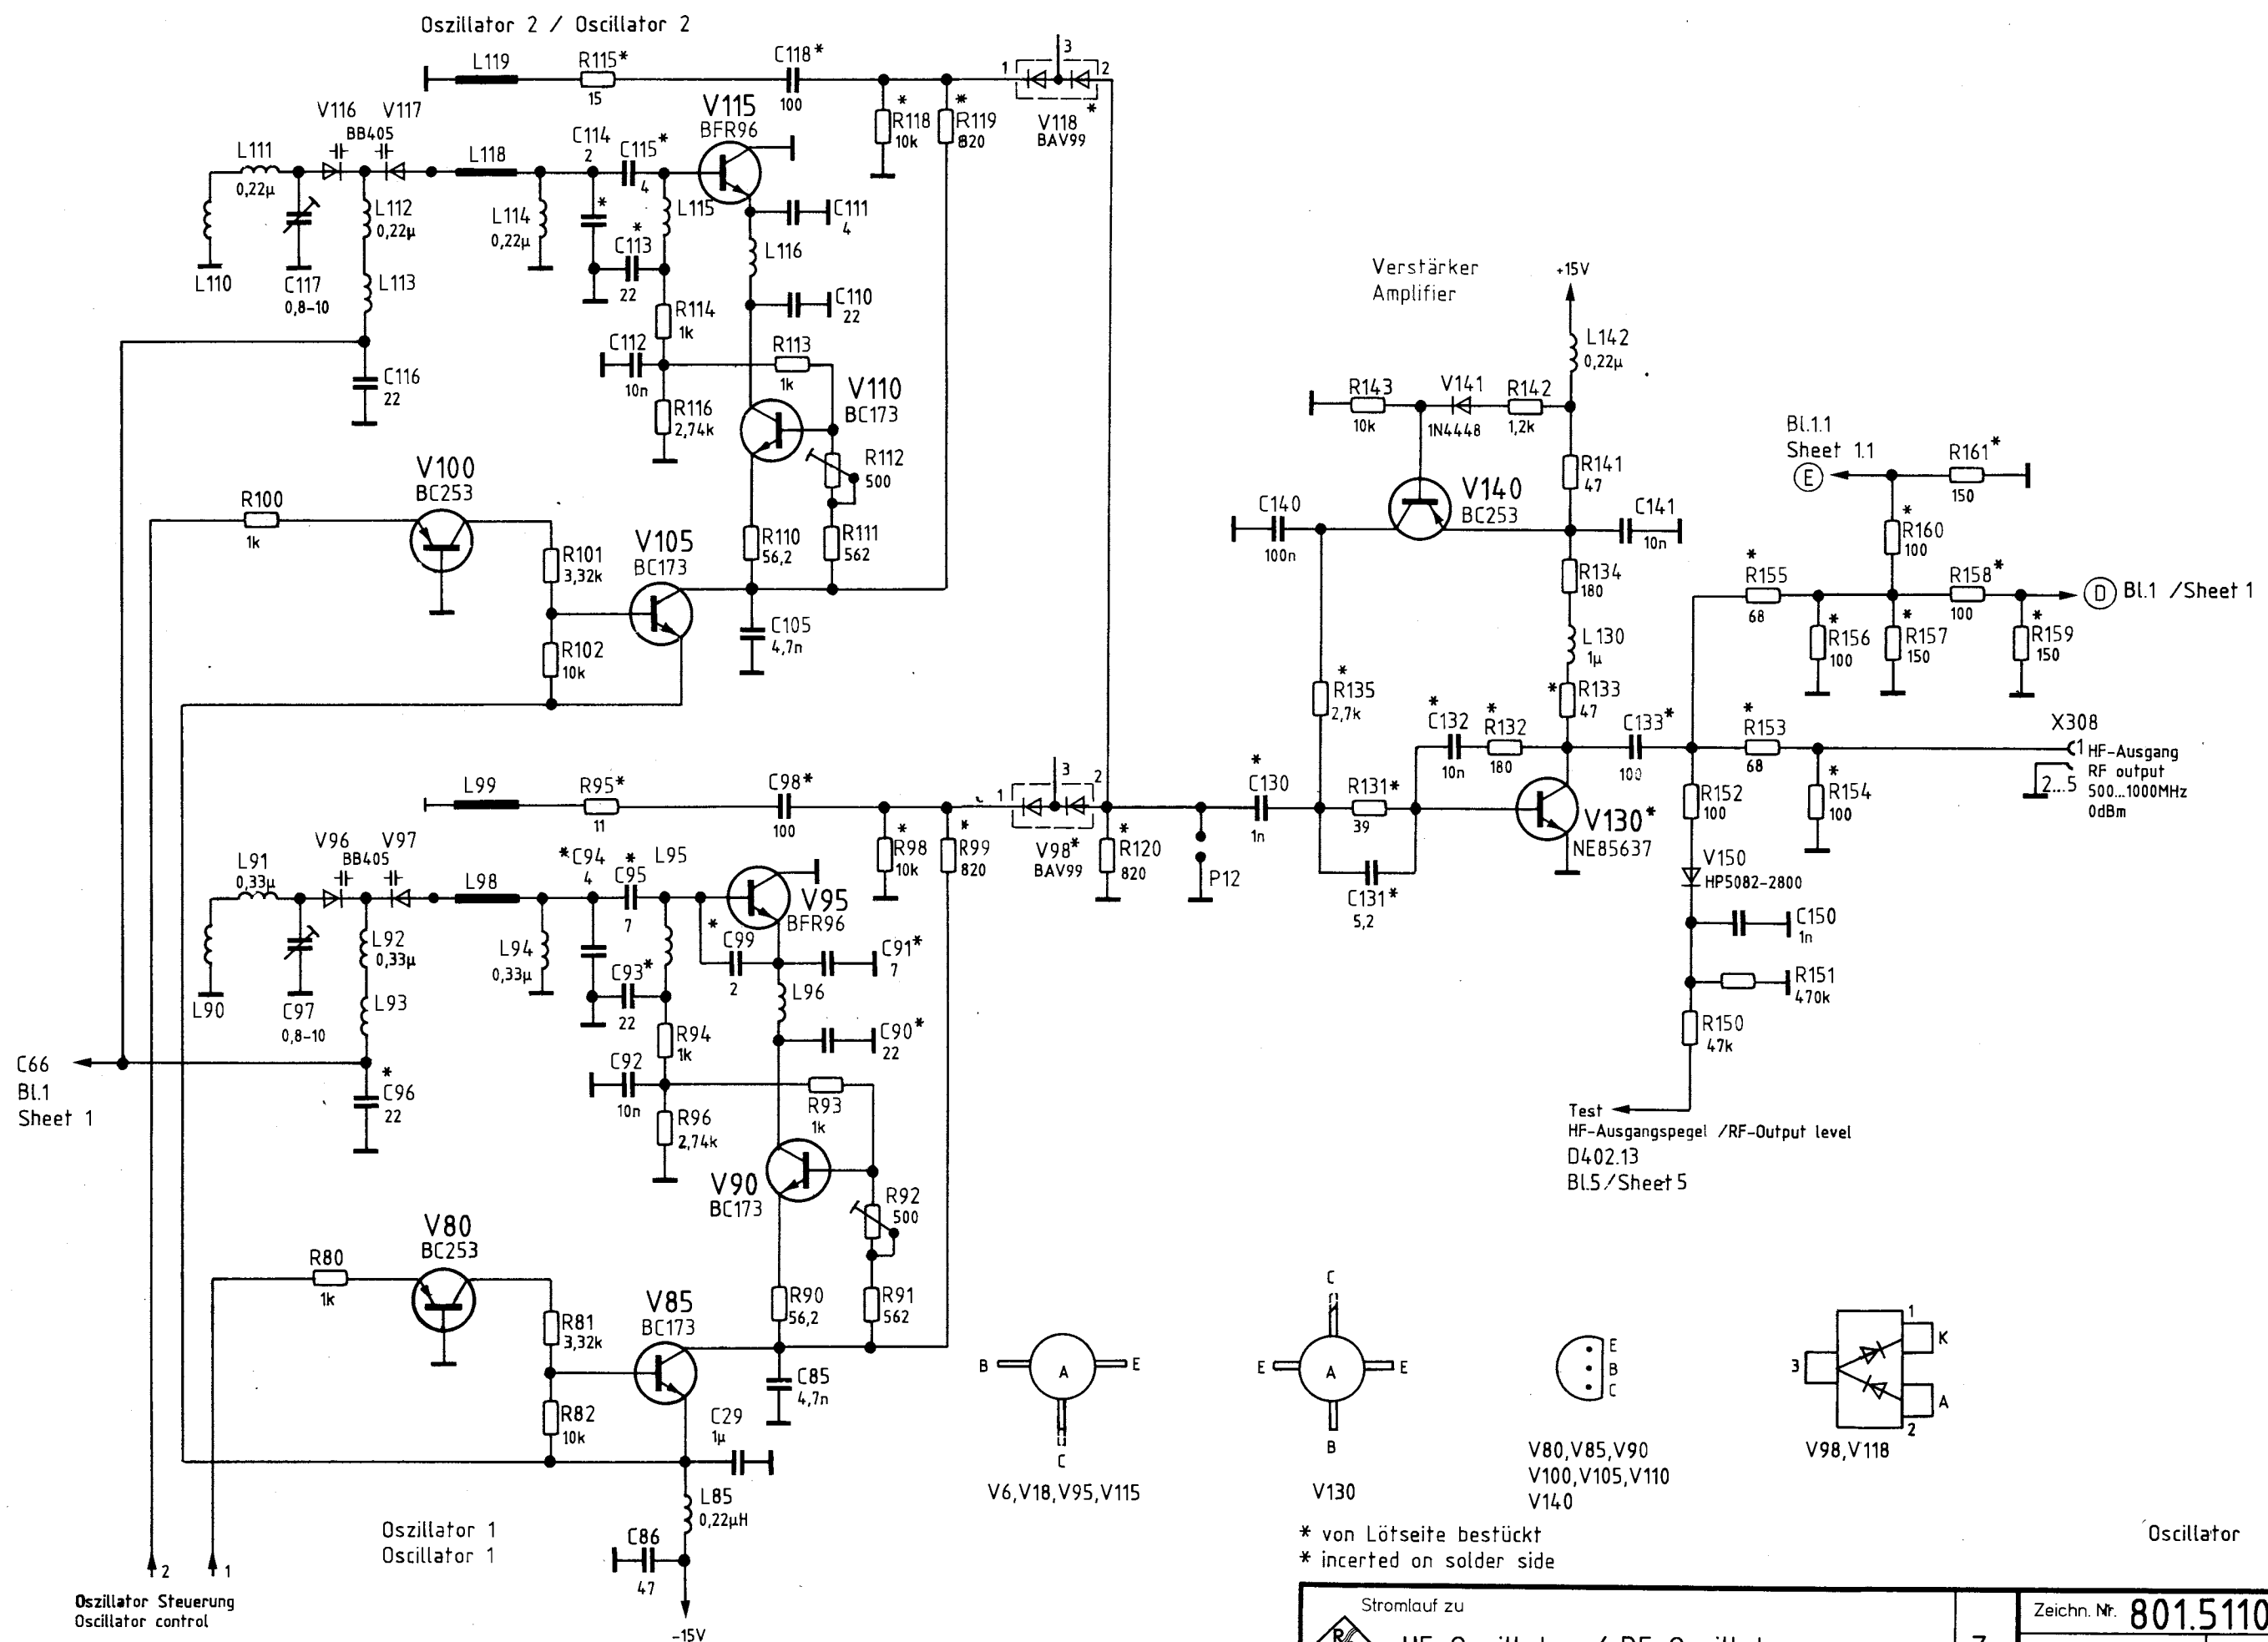 Oszillator 2 / Oscillator 2
L119
R115*
15
C118*
100
1
3
2
V118
*
BAV99
*
R118
10k
*
R119
820
V116
V117
BB405
L111
0,22µ
L118
C114
2
*
C115*
4
V115
BFR96
L110
C117
0,8-10
L112
0,22µ
L113
L114
0,22µ
L115
*
C113
22
C111
4
L116
C110
22
C116
22
R114
1k
C112
10n
R113
1k
R116
2,74k
V110
BC173
R112
500
R100
1k
V100
BC253
R101
3,32k
V105
BC173
R110
56,2
R111
562
R102
10k
C105
4,7n
Verstärker
Amplifier
+15V
L142
0,22µ
R143
10k
V141
1N4448
R142
1,2k
R141
47
V140
BC253
C140
100n
C141
10n
R134
180
L130
1µ
*
R133
47
*
R135
2,7k
*
C132
10n
*
R132
180
C133*
100
Bl.1.1
Sheet 1.1
E
R161*
150
*
R160
100
*
R155
68
R158*
100
D
Bl.1 /Sheet 1
*
R156
100
*
R157
150
*
R159
150
*
R153
68
X308
1
HF-Ausgang
RF output
500...1000MHz
0dBm
2...5
*
R154
100
R152
100
V150
HP5082-2800
C150
1n
R151
470k
R150
47k
Test
HF-Ausgangspegel /RF-Output level
D402.13
Bl.5/Sheet 5
L99
R95*
11
C98*
100
1
3
2
V98*
BAV99
*
R98
10k
*
R99
820
*
R120
820
P12
*
C130
1n
R131*
39
C131*
5,2
V130*
NE85637
V96
V97
BB405
L91
0,33µ
L98
*C94
4
*
C95
7
L95
V95
BFR96
L90
C97
0,8-10
L92
0,33µ
L93
L94
0,33µ
C93*
22
*
C99
2
C91*
7
L96
C90*
22
C66
Bl.1
Sheet 1
*
C96
22
R94
1k
C92
10n
R93
1k
R96
2,74k
V90
BC173
R92
500
R80
1k
V80
BC253
R81
3,32k
V85
BC173
R90
56,2
R91
562
R82
10k
C85
4,7n
C29
1µ
L85
0,22µH
C86
47
-15V
Oszillator 1
Oscillator 1
2
1
Oszillator Steuerung
Oscillator control
B
A
E
C
V6,V18,V95,V115
C
E
A
E
B
V130
E
B
C
V80,V85,V90
V100,V105,V110
V140
1
K
3
A
2
V98,V118
* von Lötseite bestückt
* incerted on solder side
Oscillator
Stromlauf zu
Zeichn. Nr. 801.5110